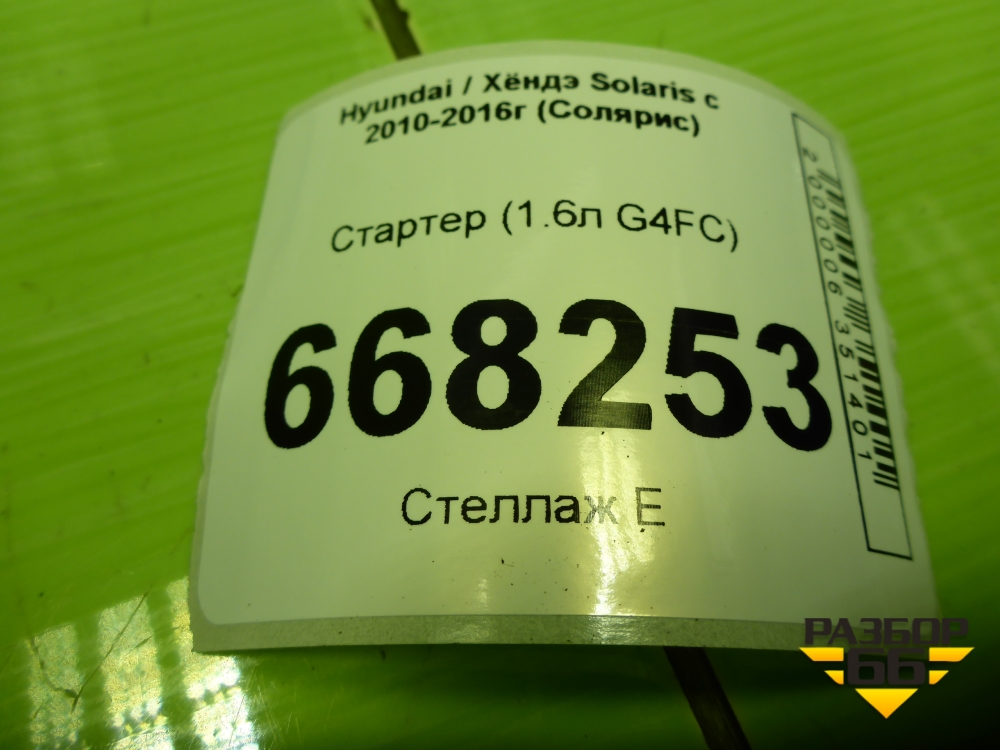 Hyundai / Хёндэ Solaris с
2010-2016г (Солярис)
Стартер (1.6л G4FC)
668253
Стеллаж Е
2000006351401
РАЗБОР
66